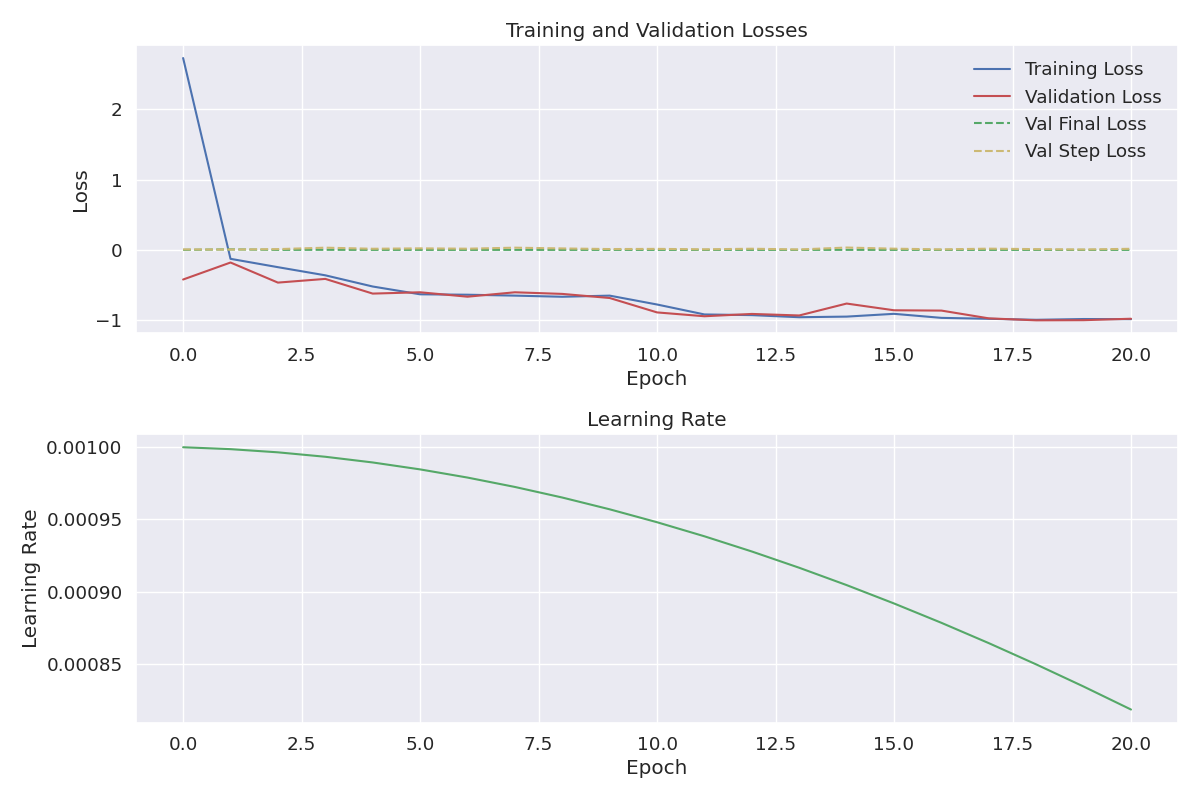 Training and Validation Losses
Loss
2
1
0
−1
Training Loss
Validation Loss
Val Final Loss
Val Step Loss
0.0 2.5 5.0 7.5 10.0 12.5 15.0 17.5 20.0
Epoch
Learning Rate
Learning Rate
0.00100
0.00095
0.00090
0.00085
0.0 2.5 5.0 7.5 10.0 12.5 15.0 17.5 20.0
Epoch